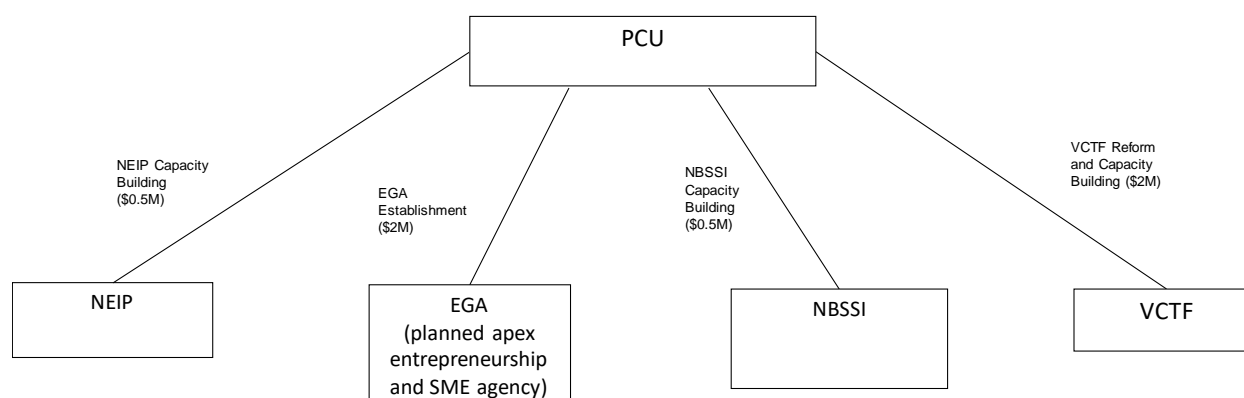 PCU
NEIP Capacity
Building
($0.5M)
EGA
Establishment
($2M)
NBSSI
Capacity
Building
($0.5M)
VCTF Reform
and Capacity
Building ($2M)
NEIP
EGA
(planned apex
entrepreneurship
and SME agency)
NBSSI
VCTF